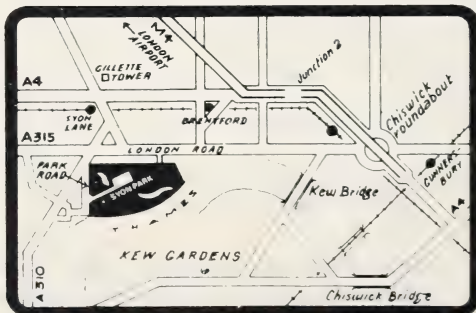 M4
LONDON
AIRPORT
Junction 2
GILLETTE
TOWER
A4
Chiswick
roundabout
SYON
LANE
BRENTFORD
A315
LONDON ROAD
PARK
ROAD
GUNNERS-
BURY
SYON PARK
Kew Bridge
A4
THAMES
KEW GARDENS
A 310
Chiswick Bridge